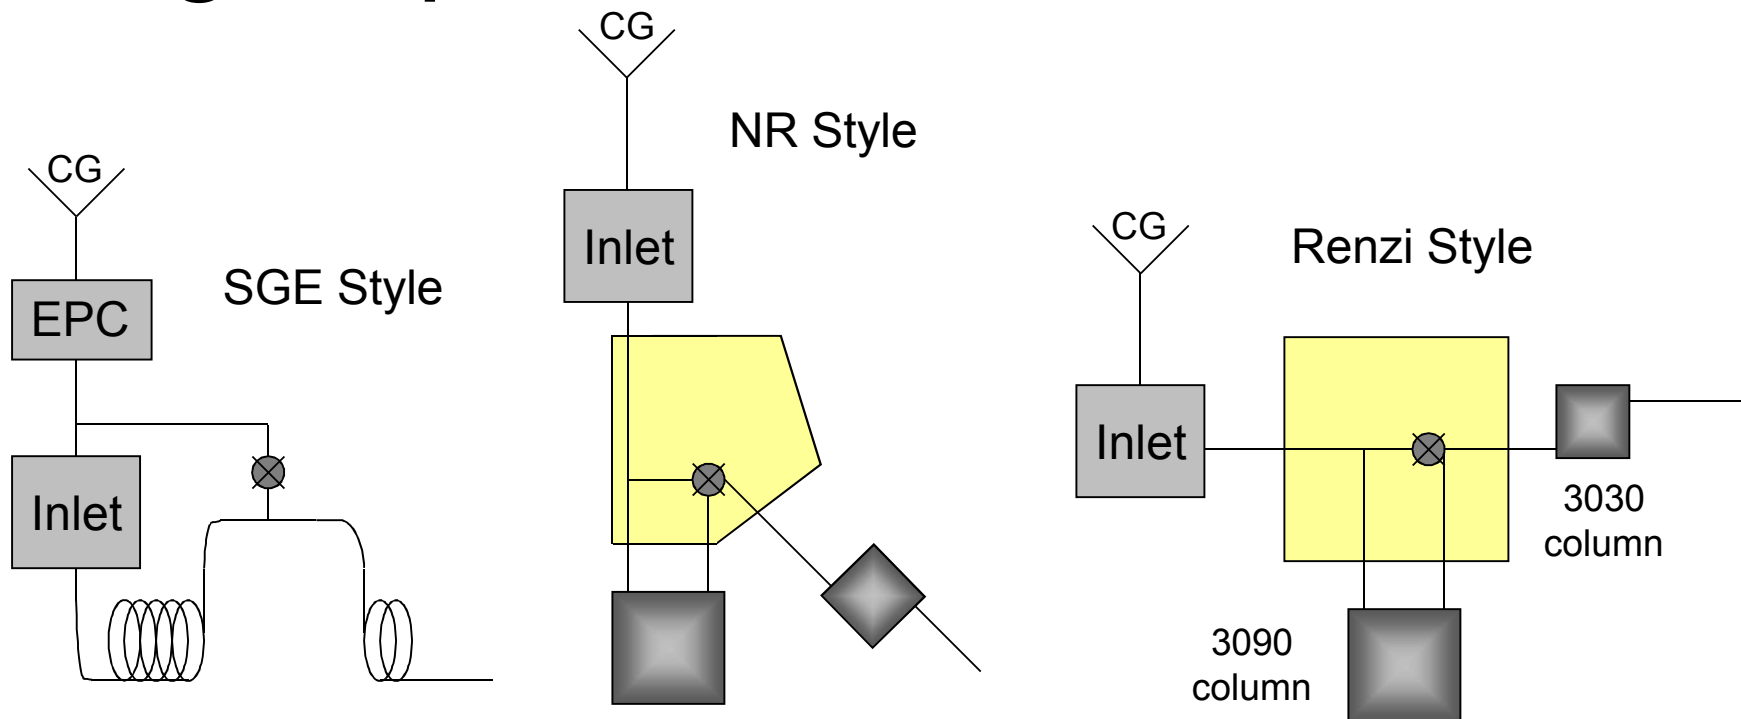 CG
EPC
Inlet
SGE Style
CG
Inlet
NR Style
CG
Inlet
Renzi Style
3030
column
3090
column